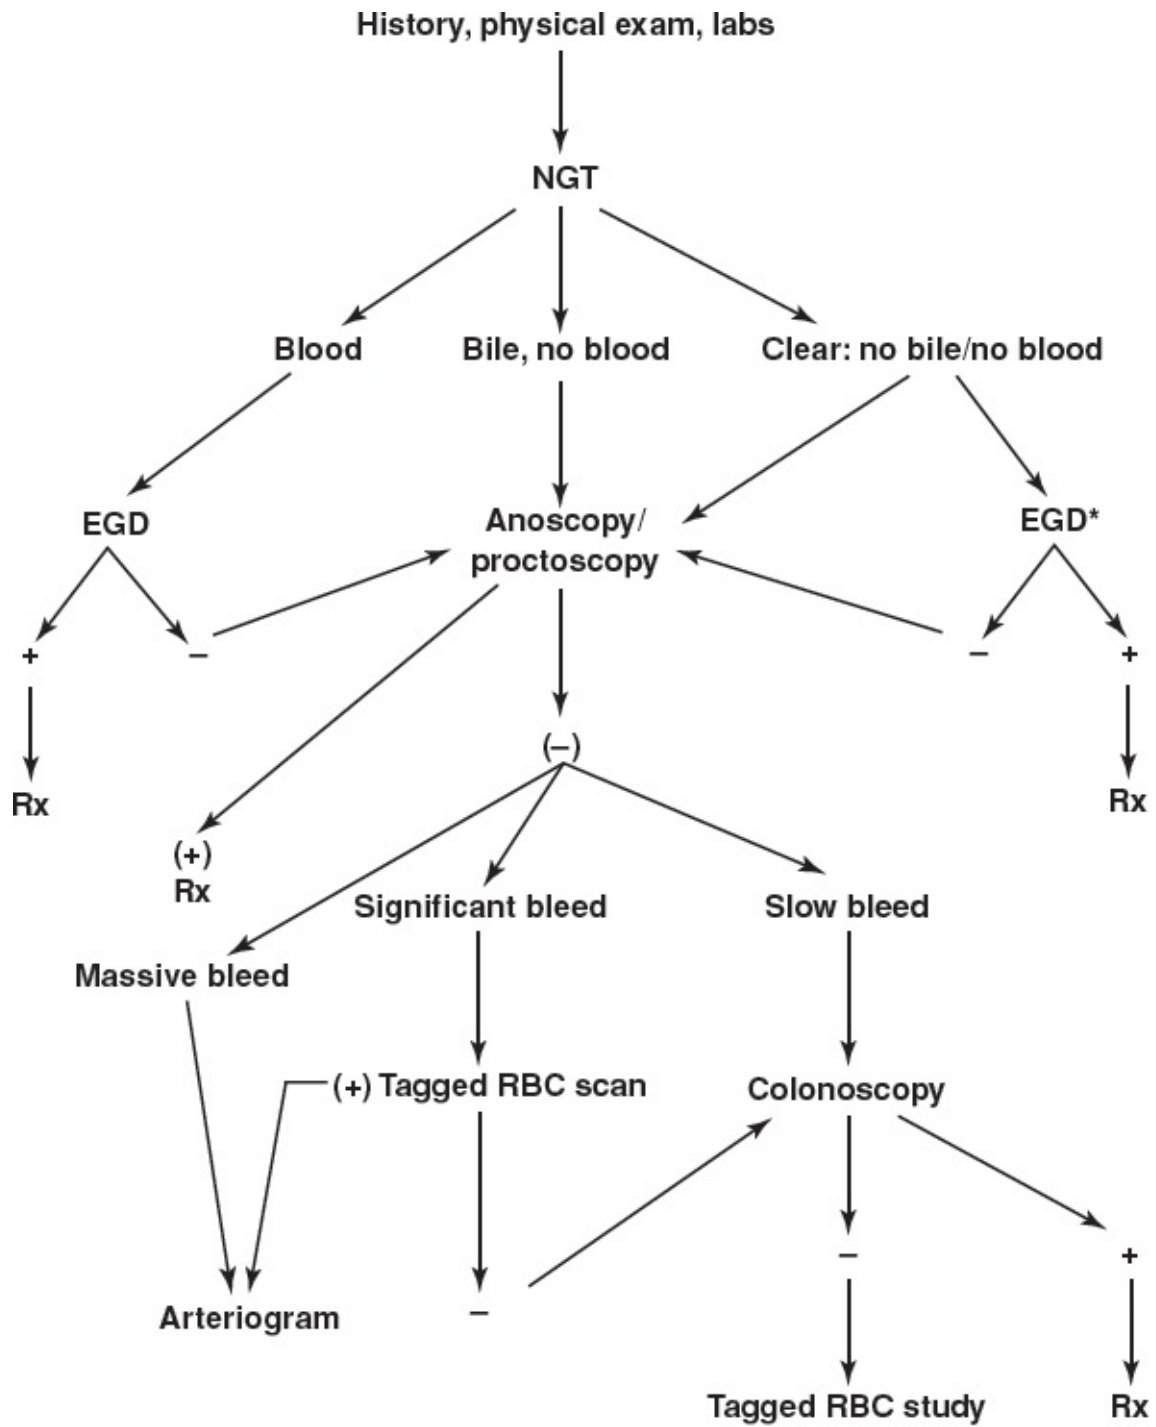 History, physical exam, labs
NGT
Blood
Bile, no blood
Clear: no bile/no blood
EGD
Anoscopy/
proctoscopy
EGD*
+
–
–
+
Rx
(–)
Rx
(+)
Rx
Significant bleed
Slow bleed
Massive bleed
(+) Tagged RBC scan
Colonoscopy
–
+
Arteriogram
–
Tagged RBC study
Rx